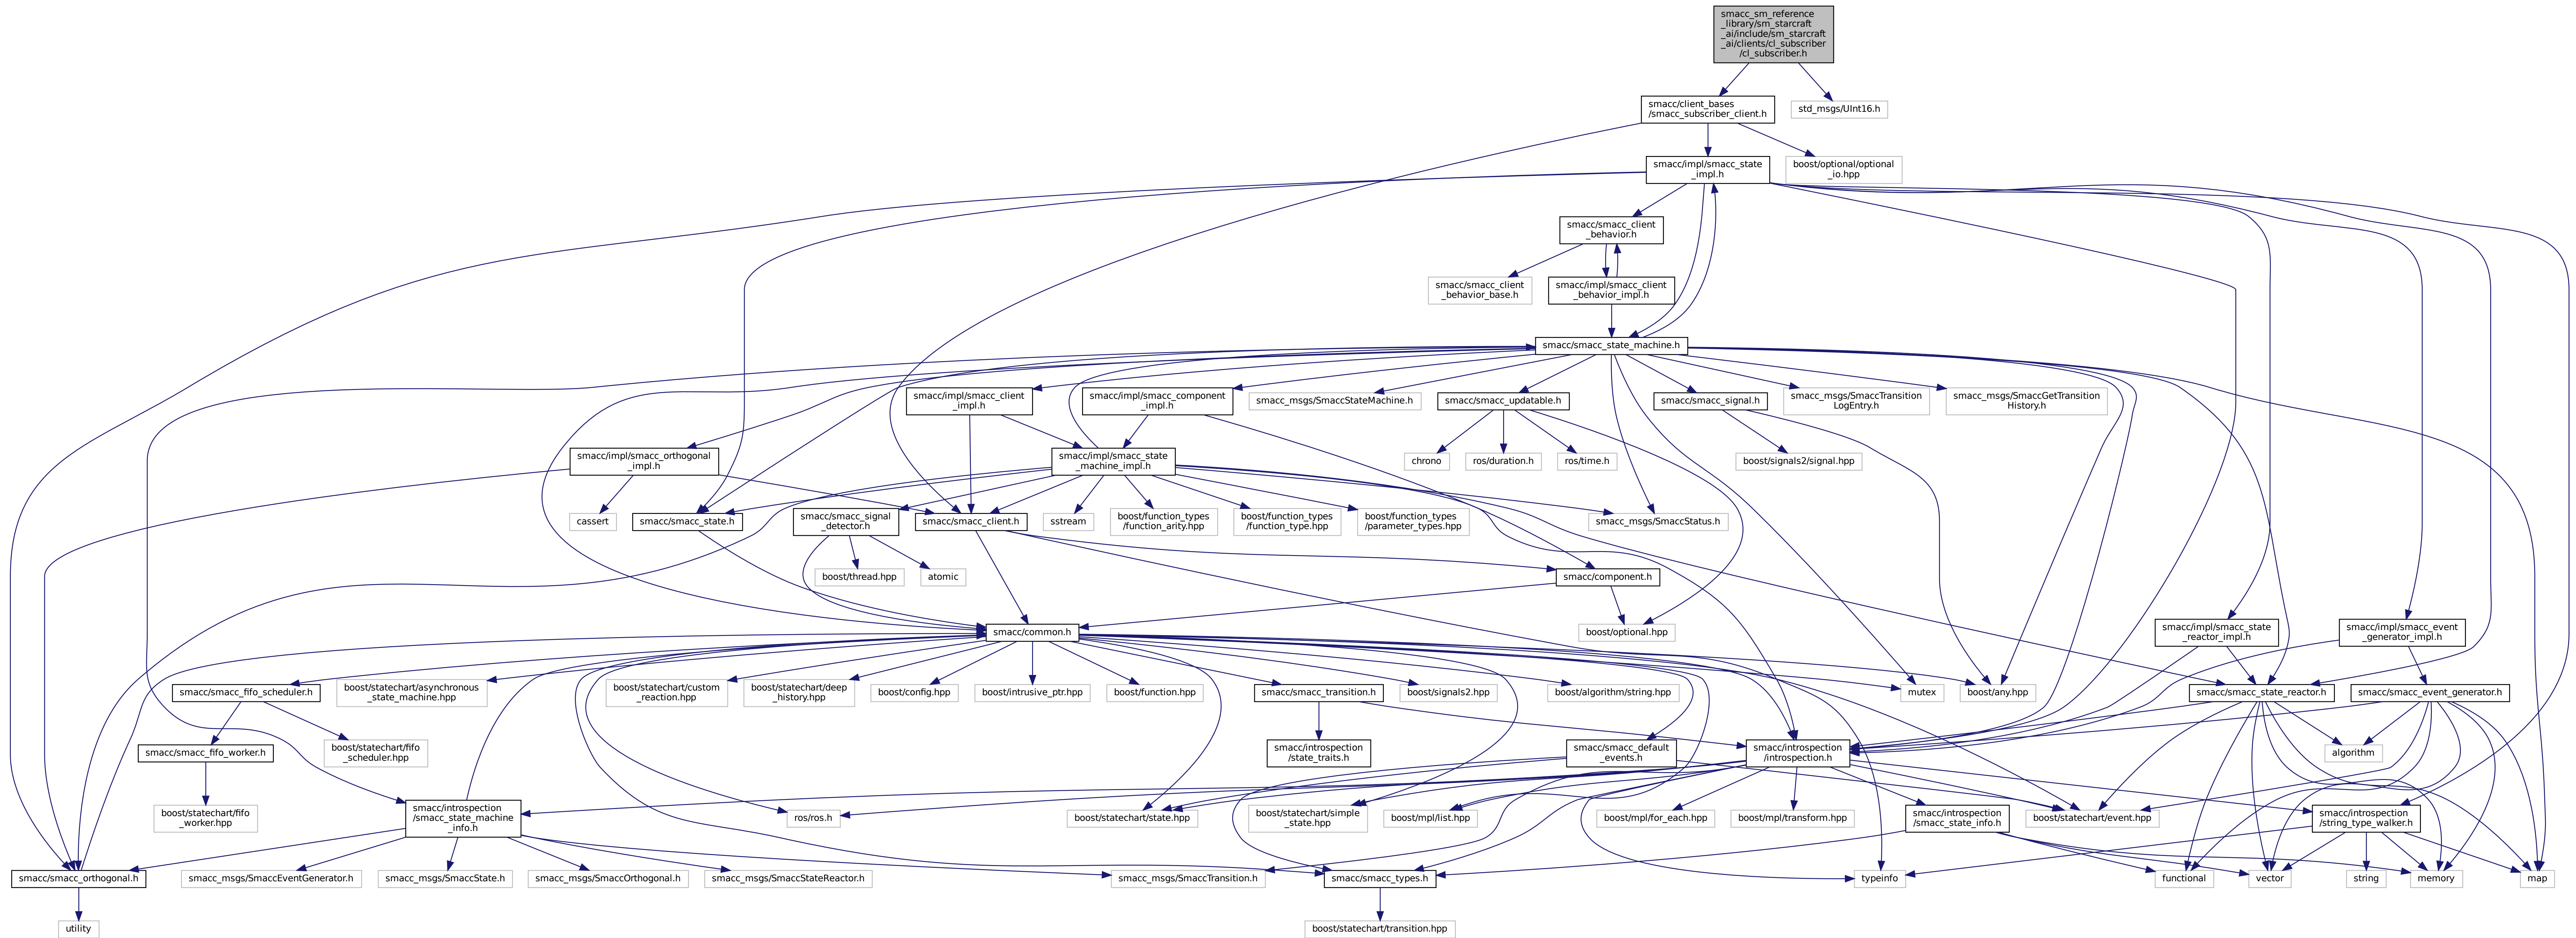 smacc_sm_reference
_library/sm_starcraft
_ai/include/sm_starcraft
_ai/clients/cl_subscriber
/cl_subscriber.h
smacc/client_bases
/smacc_subscriber_client.h
std_msgs/UInt16.h
smacc/impl/smacc_state
_impl.h
boost/optional/optional
_io.hpp
smacc/smacc_client
_behavior.h
smacc/smacc_client
_behavior_base.h
smacc/impl/smacc_client
_behavior_impl.h
smacc/smacc_state_machine.h
smacc/impl/smacc_client
_impl.h
smacc/impl/smacc_component
_impl.h
smacc_msgs/SmaccStateMachine.h
smacc/smacc_updatable.h
smacc/smacc_signal.h
smacc_msgs/SmaccTransition
LogEntry.h
smacc_msgs/SmaccGetTransition
History.h
smacc/impl/smacc_orthogonal
_impl.h
smacc/impl/smacc_state
_machine_impl.h
chrono
ros/duration.h
ros/time.h
boost/signals2/signal.hpp
cassert
smacc/smacc_state.h
smacc/smacc_signal
_detector.h
smacc/smacc_client.h
sstream
boost/function_types
/function_arity.hpp
boost/function_types
/function_type.hpp
boost/function_types
/parameter_types.hpp
smacc_msgs/SmaccStatus.h
boost/thread.hpp
atomic
smacc/component.h
smacc/common.h
boost/optional.hpp
smacc/impl/smacc_state
_reactor_impl.h
smacc/impl/smacc_event
_generator_impl.h
smacc/smacc_fifo_scheduler.h
boost/statechart/asynchronous
_state_machine.hpp
boost/statechart/custom
_reaction.hpp
boost/statechart/deep
_history.hpp
boost/config.hpp
boost/intrusive_ptr.hpp
boost/function.hpp
smacc/smacc_transition.h
boost/signals2.hpp
boost/algorithm/string.hpp
mutex
boost/any.hpp
smacc/smacc_state_reactor.h
smacc/smacc_event_generator.h
smacc/smacc_fifo_worker.h
boost/statechart/fifo
_scheduler.hpp
smacc/introspection
/state_traits.h
smacc/smacc_default
_events.h
smacc/introspection
/introspection.h
algorithm
boost/statechart/fifo
_worker.hpp
smacc/introspection
/smacc_state_machine
_info.h
ros/ros.h
boost/statechart/state.hpp
boost/statechart/simple
_state.hpp
boost/mpl/list.hpp
boost/mpl/for_each.hpp
boost/mpl/transform.hpp
smacc/introspection
/smacc_state_info.h
boost/statechart/event.hpp
smacc/introspection
/string_type_walker.h
smacc/smacc_orthogonal.h
smacc_msgs/SmaccEventGenerator.h
smacc_msgs/SmaccState.h
smacc_msgs/SmaccOrthogonal.h
smacc_msgs/SmaccStateReactor.h
smacc_msgs/SmaccTransition.h
smacc/smacc_types.h
typeinfo
functional
vector
string
memory
map
utility
boost/statechart/transition.hpp